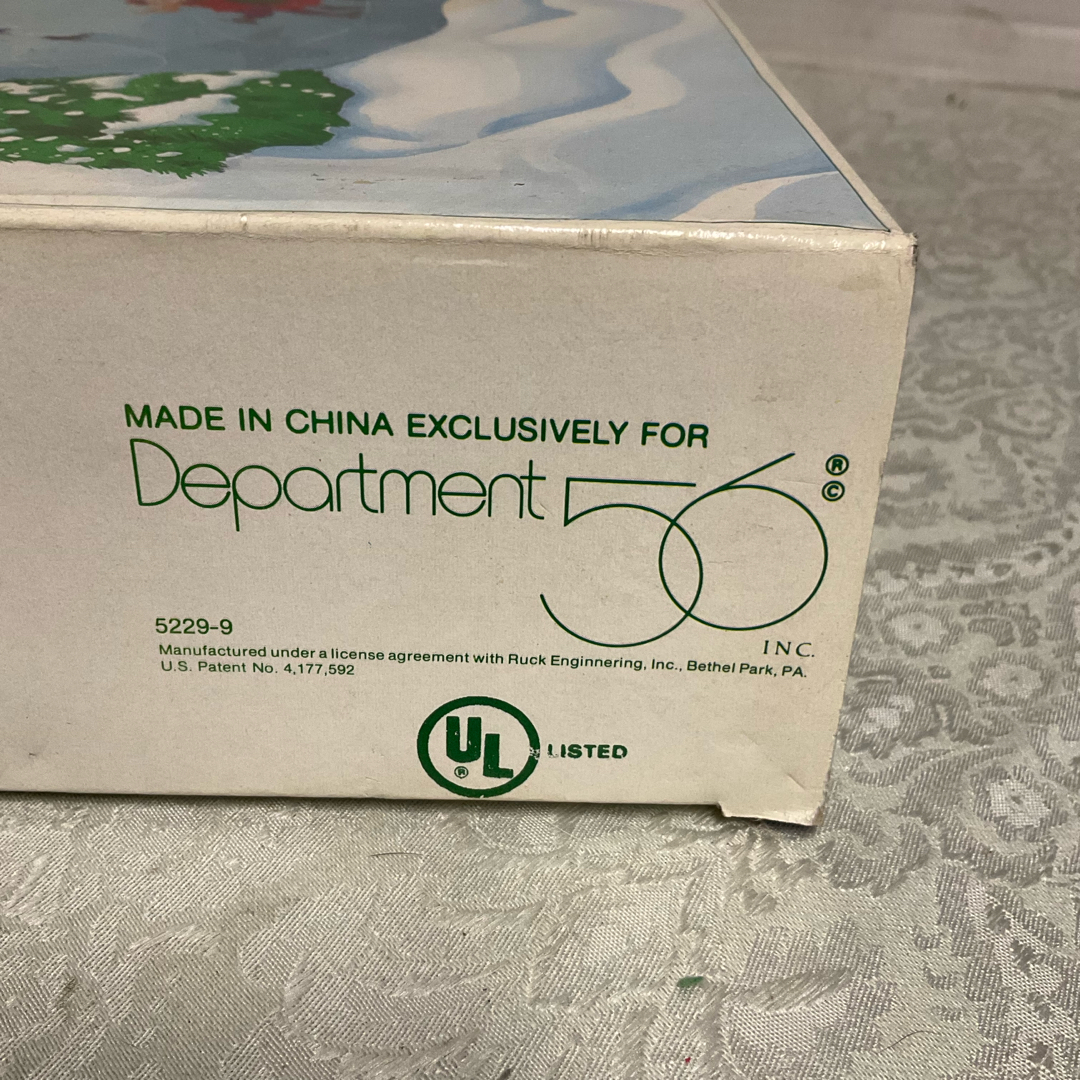 MADE IN CHINA EXCLUSIVELY FOR
Department 56 ® ©
INC.
5229-9
Manufactured under a license agreement with Ruck Enginnering, Inc., Bethel Park, PA.
U.S. Patent No. 4,177,592
UL ® LISTED